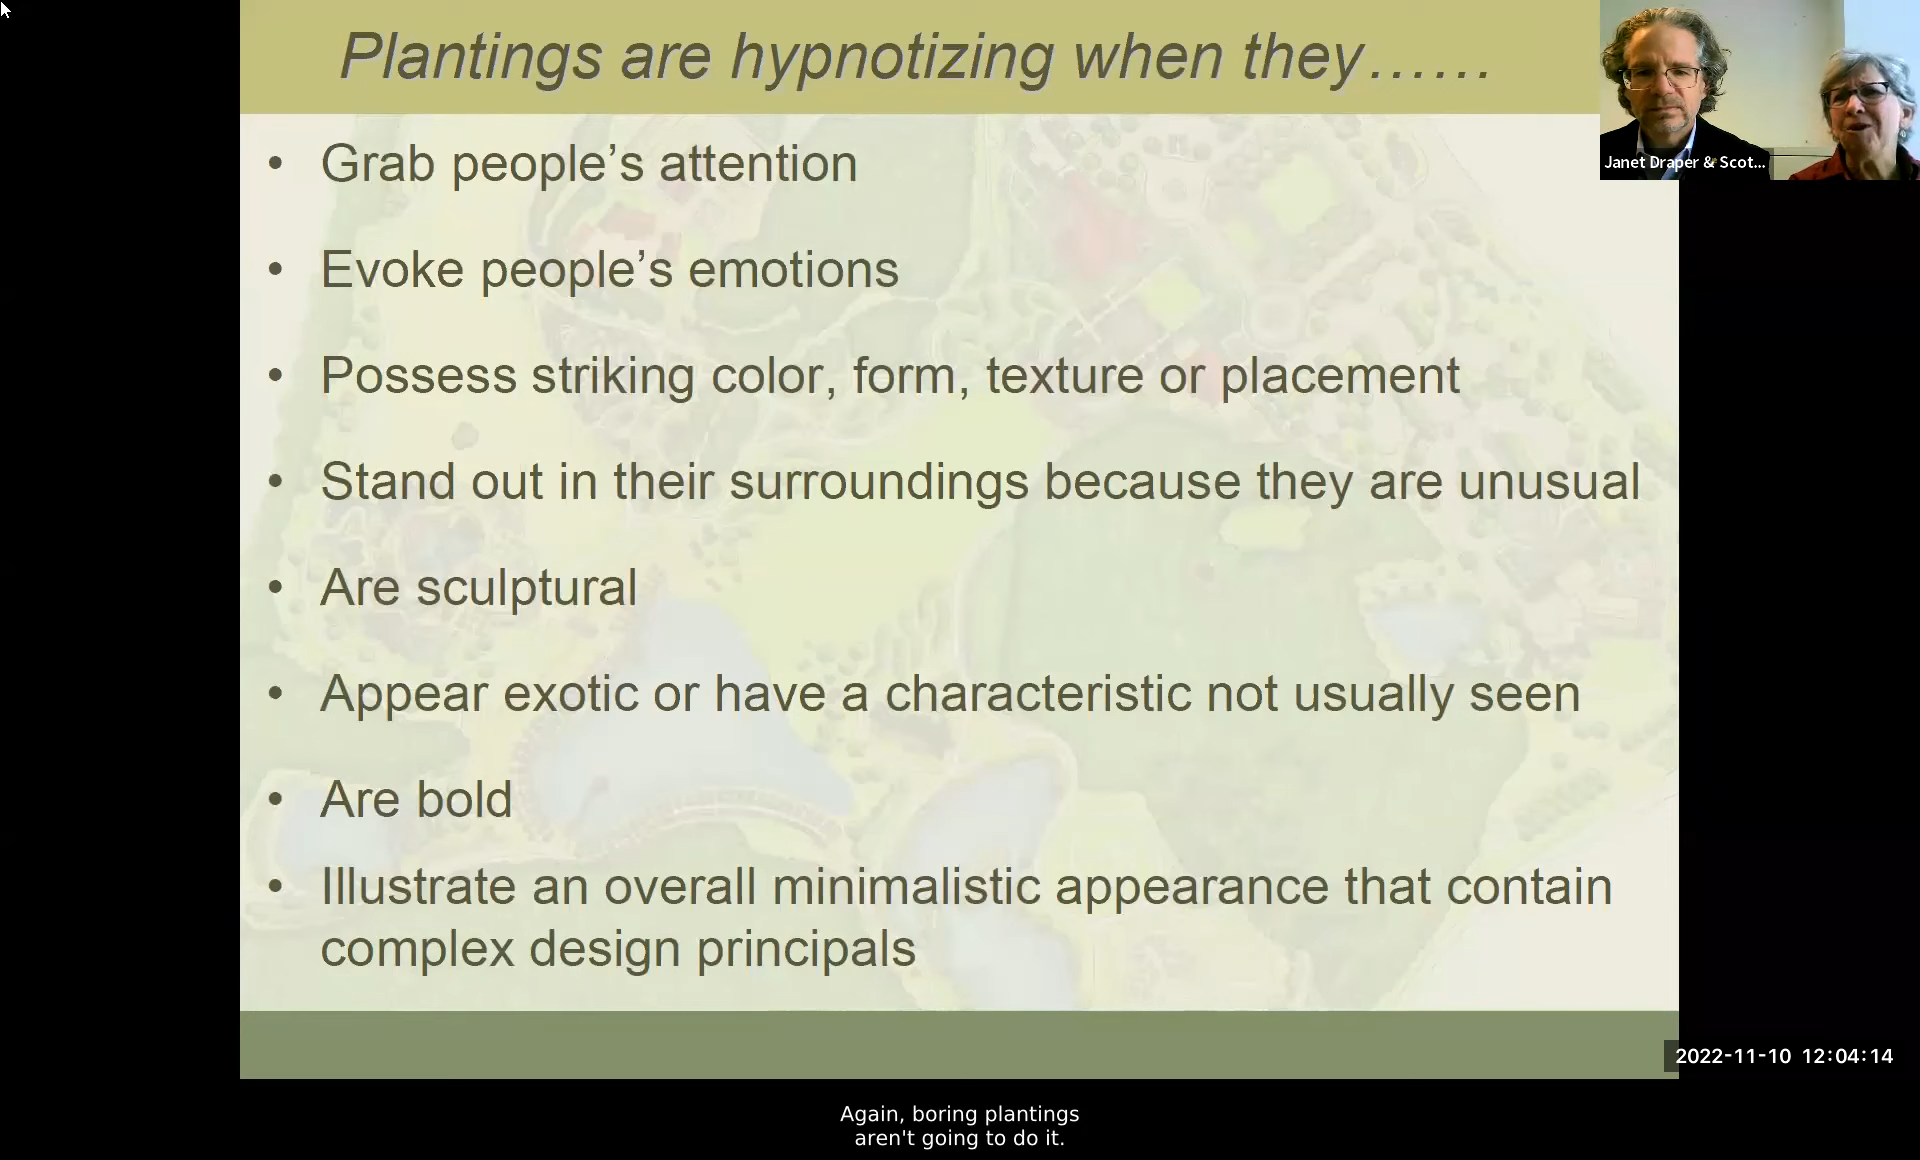 Plantings are hypnotizing when they......
Janet Draper & Scot...
• Grab people’s attention
• Evoke people’s emotions
• Possess striking color, form, texture or placement
• Stand out in their surroundings because they are unusual
• Are sculptural
• Appear exotic or have a characteristic not usually seen
• Are bold
• Illustrate an overall minimalistic appearance that contain
complex design principals
2022-11-10 12:04:14
Again, boring plantings
aren't going to do it.